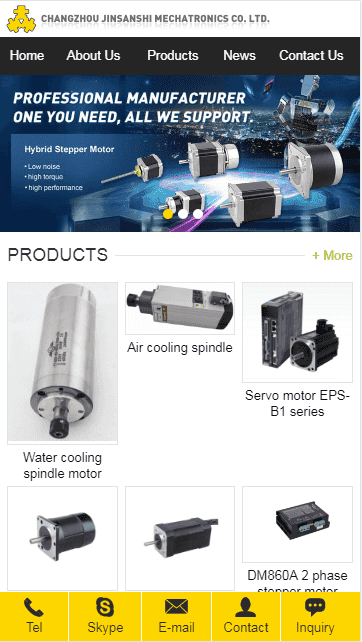 CHANGZHOU JINSANSHI MECHATRONICS CO. LTD.
Home About Us Products News Contact Us
PROFESSIONAL MANUFACTURER
ONE YOU NEED, ALL WE SUPPORT.
Hybrid Stepper Motor
• Low noise
• high torque
• high performance
PRODUCTS
+ More
Water cooling
spindle motor
Air cooling spindle
Servo motor EPS-
B1 series
DM860A 2 phase
stepper motor
Tel Skype E-mail Contact Inquiry